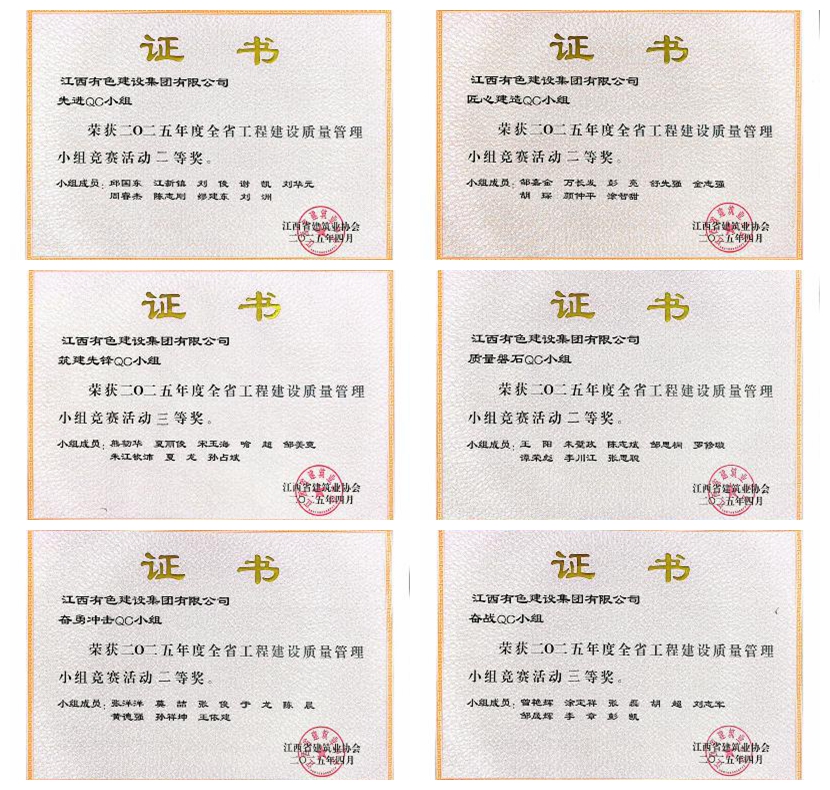 证 书
江西有色建设集团有限公司
先进QC小组
荣获二〇二五年度全省工程建设质量管理
小组竞赛活动二等奖。
小组成员：邱国东 江新镇 刘 俊 谢 凯 刘华元
周春杰 陈志刚 缪建东 刘 洲
江西省建筑业协会
二〇二五年四月
证 书
江西有色建设集团有限公司
匠心建造QC小组
荣获二〇二五年度全省工程建设质量管理
小组竞赛活动二等奖。
小组成员：邹嘉会 万长发 彭 亮 舒先强 金志强
胡 琛 顾仲平 涂智甜
江西省建筑业协会
二〇二五年四月
证 书
江西有色建设集团有限公司
筑建先锋QC小组
荣获二〇二五年度全省工程建设质量管理
小组竞赛活动三等奖。
小组成员：熊初华 夏丽俊 宋玉海 喻 超
夏 龙 孙占斌
江西省建筑业协会
二〇二五年四月
证 书
江西有色建设集团有限公司
质量磐石QC小组
荣获二〇二五年度全省工程建设质量管理
小组竞赛活动二等奖。
小组成员：王 阳 陈志斌 邹思桐
谭荣彪 李川江 张思聪
江西省建筑业协会
二〇二五年四月
证 书
江西有色建设集团有限公司
奋勇冲击QC小组
荣获二〇二五年度全省工程建设质量管理
小组竞赛活动二等奖。
小组成员：张洋洋 龚 喆 张 俊 于 龙 陈 晨
黄德强 孙祥坤 王依建
江西省建筑业协会
二〇二五年四月
证 书
江西有色建设集团有限公司
奋战QC小组
荣获二〇二五年度全省工程建设质量管理
小组竞赛活动三等奖。
小组成员：曾艳辉 涂定祥 张 磊 胡 超 刘志军
邹晟辉 李 章 彭 凯
江西省建筑业协会
二〇二五年四月